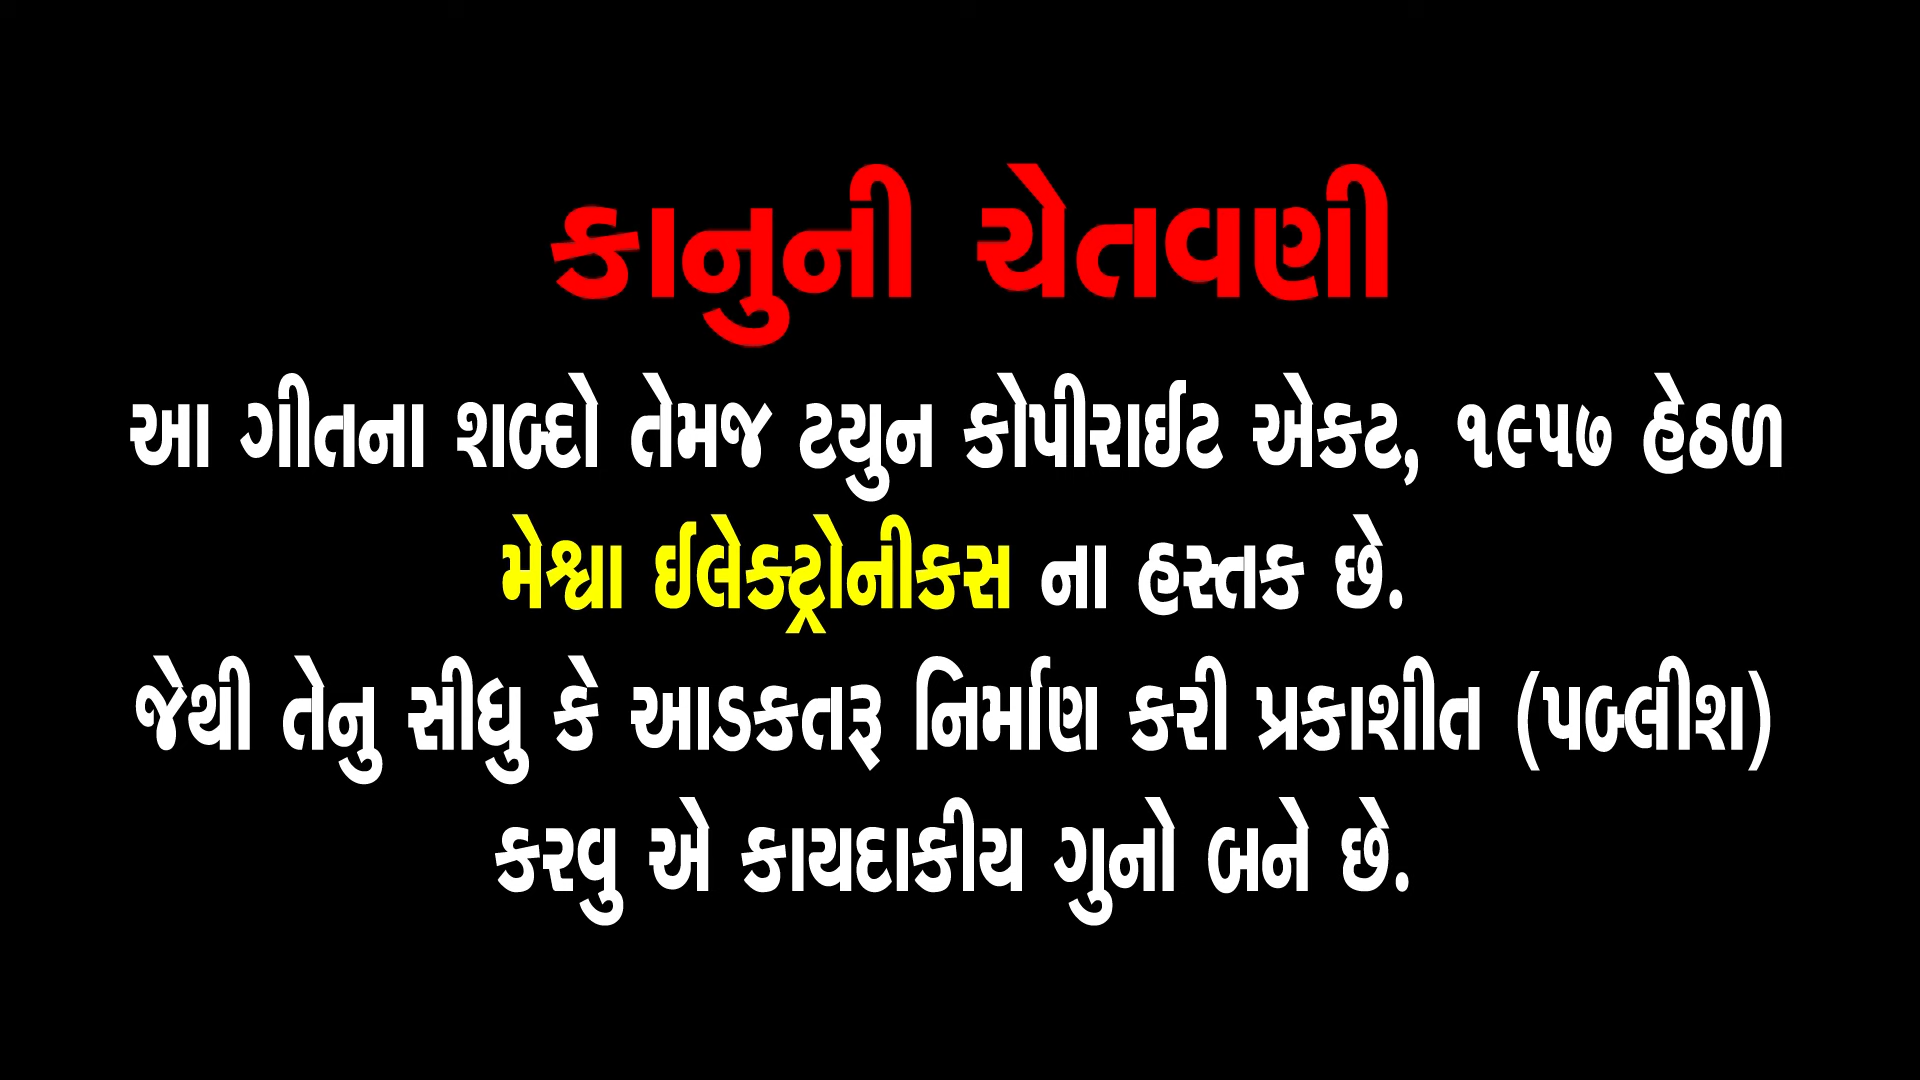 કાનુની ચેતવણી
આ ગીતના શબ્દો તેમજ ટયુન કોપીરાઈટ એકટ, ૧૯૫૭ હેઠળ
મેશ્વા ઈલેક્ટ્રોનીકસ ના હસ્તક છે.
જેથી તેનુ સીધુ કે આડકતરૂ નિર્માણ કરી પ્રકાશીત (પબ્લીશ)
કરવુ એ કાયદાકીય ગુનો બને છે.